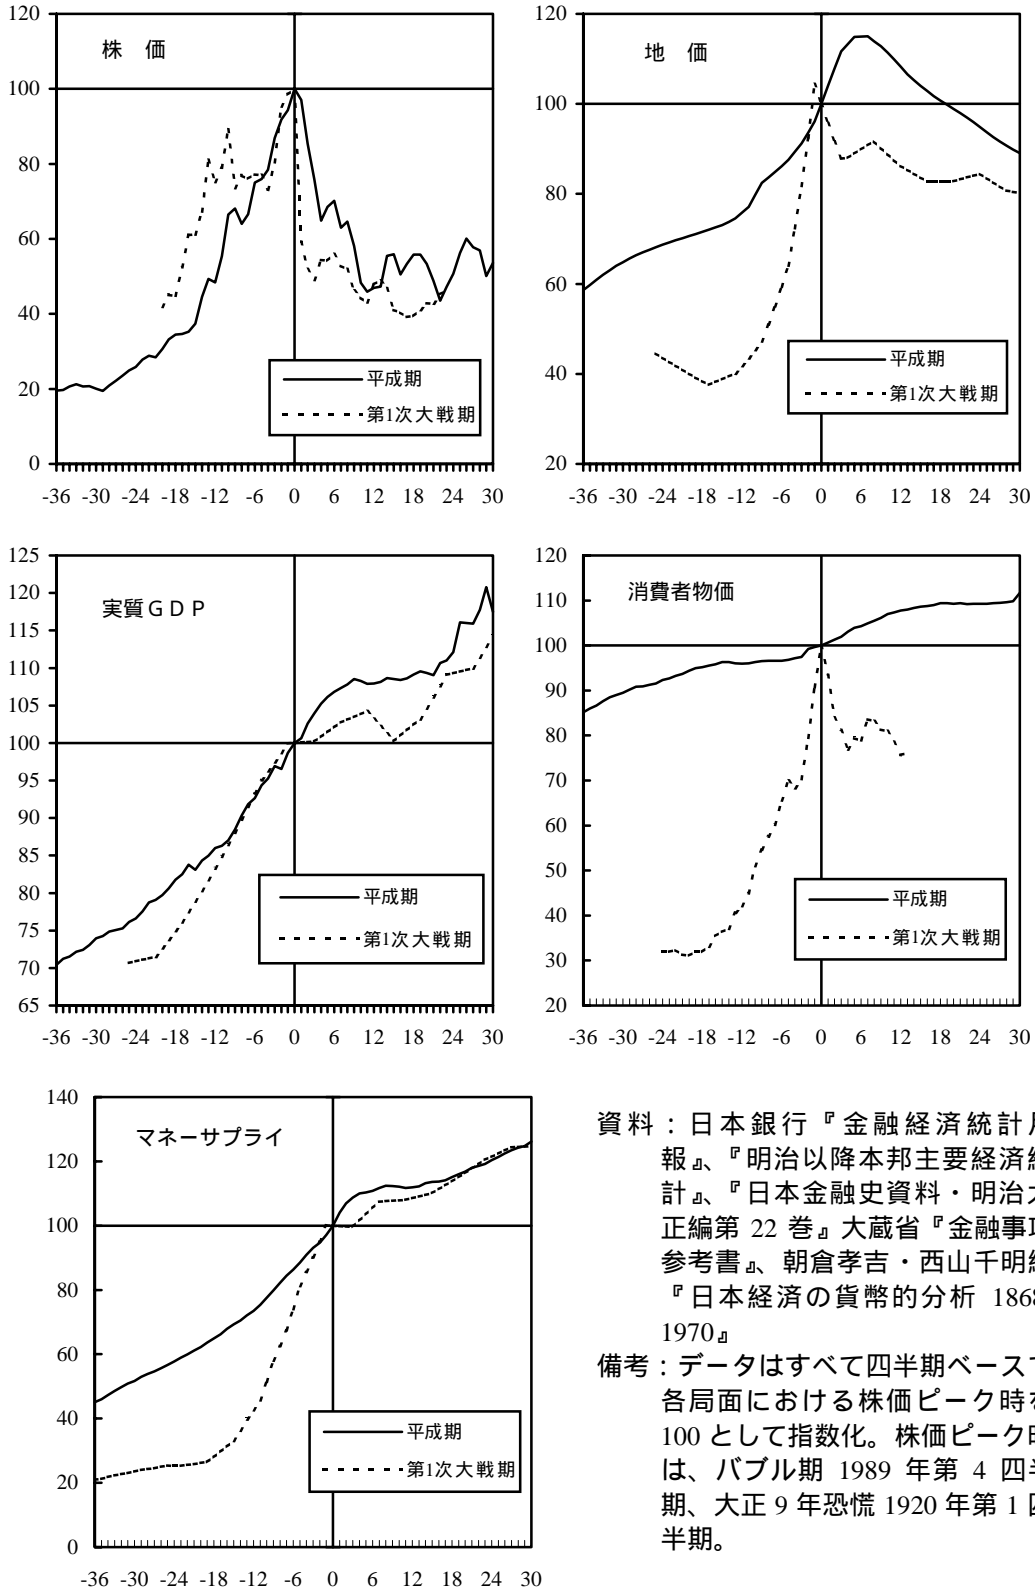 株 価
120
100
80
60
40
20
0
-36 -30 -24 -18 -12 -6 0 6 12 18 24 30
平成期
第1次大戦期
地 価
120
100
80
60
40
20
-36 -30 -24 -18 -12 -6 0 6 12 18 24 30
平成期
第1次大戦期
実質ＧＤＰ
125
120
115
110
105
100
95
90
85
80
75
70
65
-36 -30 -24 -18 -12 -6 0 6 12 18 24 30
平成期
第1次大戦期
消費者物価
120
110
100
90
80
70
60
50
40
30
20
-36 -30 -24 -18 -12 -6 0 6 12 18 24 30
平成期
第1次大戦期
マネーサプライ
140
120
100
80
60
40
20
0
-36 -30 -24 -18 -12 -6 0 6 12 18 24 30
平成期
第1次大戦期
資料：日本銀行『金融経済統計
報』、『明治以降本邦主要経済
計』、『日本金融史資料・明治
正編第 22 巻』大蔵省『金融事
参考書』、朝倉孝吉・西山千明
『日本経済の貨幣的分析 1868
1970』
備考：データはすべて四半期ベース
各局面における株価ピーク時
100 として指数化。株価ピーク
は、バブル期 1989 年第 4 四
期、大正 9 年恐慌 1920 年第 1
半期。